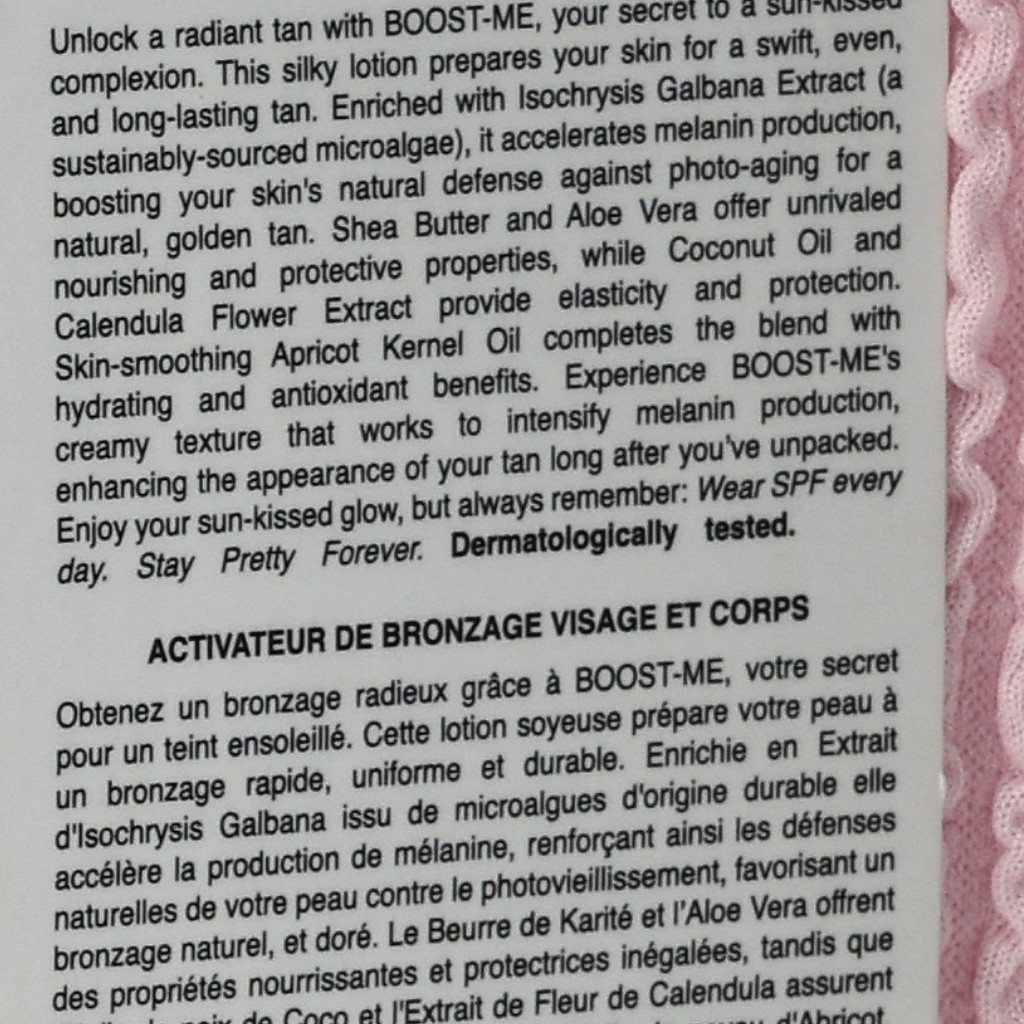 Unlock a radiant tan with BOOST-ME, your secret to a sun-kissed
complexion. This silky lotion prepares your skin for a swift, even,
and long-lasting tan. Enriched with Isochrysis Galbana Extract (a
sustainably-sourced microalgae), it accelerates melanin production,
boosting your skin's natural defense against photo-aging for a
natural, golden tan. Shea Butter and Aloe Vera offer unrivaled
nourishing and protective properties, while Coconut Oil and
Calendula Flower Extract provide elasticity and protection.
Skin-smoothing Apricot Kernel Oil completes the blend with
hydrating and antioxidant benefits. Experience BOOST-ME's
creamy texture that works to intensify melanin production,
enhancing the appearance of your tan long after you've unpacked.
Enjoy your sun-kissed glow, but always remember: Wear SPF every
day. Stay Pretty Forever. Dermatologically tested.
ACTIVATEUR DE BRONZAGE VISAGE ET CORPS
Obtenez un bronzage radieux grâce à BOOST-ME, votre secret
pour un teint ensoleillé. Cette lotion soyeuse prépare votre peau à
un bronzage rapide, uniforme et durable. Enrichie en Extrait
d'Isochrysis Galbana issu de microalgues d'origine durable elle
accélère la production de mélanine, renforçant ainsi les défenses
naturelles de votre peau contre le photovieillissement, favorisant un
bronzage naturel, et doré. Le Beurre de Karité et l'Aloe Vera offrent
des propriétés nourrissantes et protectrices inégalées, tandis que
de Coco et l'Extrait de Fleur de Calendula assurent
d'Abricot